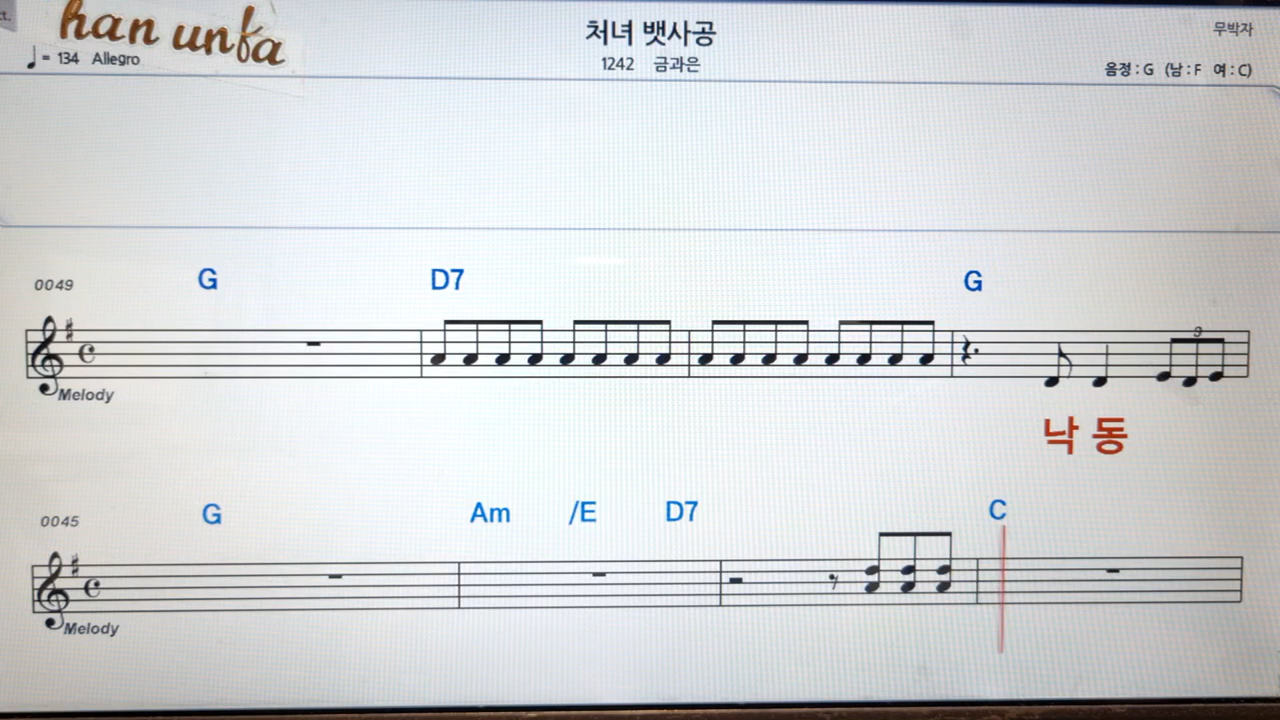 han unfa
처녀 뱃사공
무박자
♩= 134 Allegro
1242 금과은
음정 : G (남 : F 여 : C)
0049 G D7 G
3
Melody
낙 동
0045 G Am /E D7 C
Melody